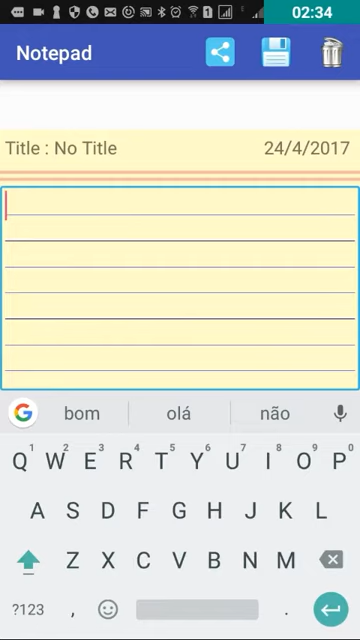 02:34
Notepad
Title : No Title 24/4/2017
G bom olá não
1 2 3 4 5 6 7 8 9 0
Q W E R T Y U I O P
A S D F G H J K L
Z X C V B N M
?123 , .